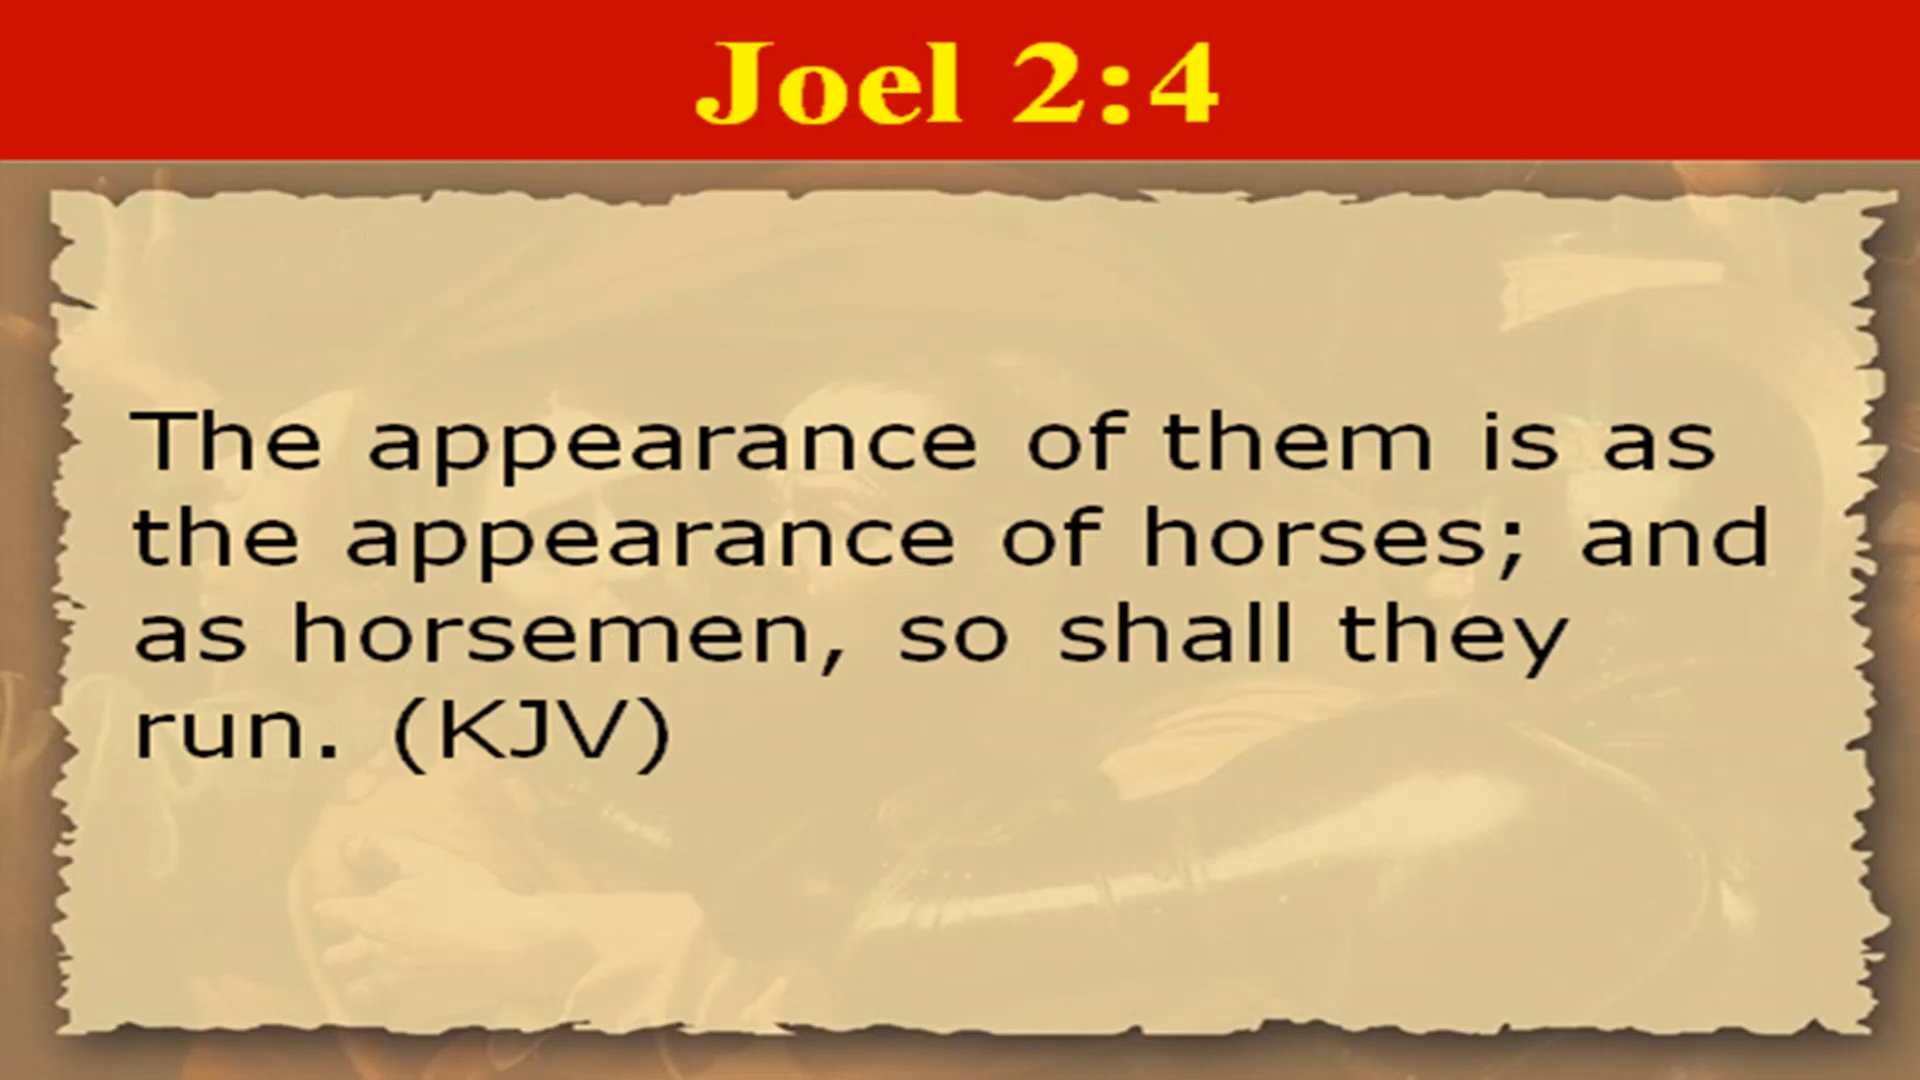 Joel 2:4
The appearance of them is as
the appearance of horses; and
as horsemen, so shall they
run. (KJV)